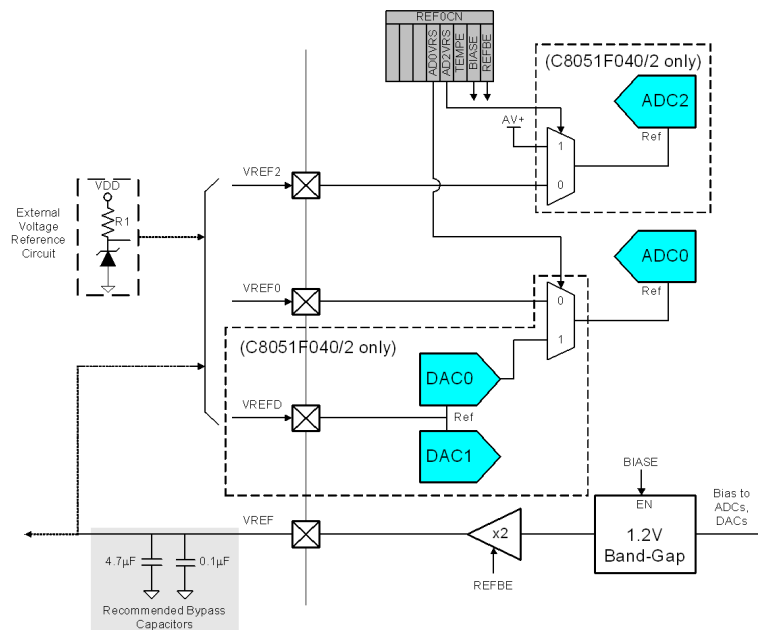 REF0CN
AD0VRS
AD2VRS
TEMPE
BIASE
REFBE
(C8051F040/2 only)
ADC2
AV+
Ref
1
0
VDD
R1
External
Voltage
Reference
Circuit
VREF2
ADC0
Ref
VREF0
0
1
(C8051F040/2 only)
DAC0
VREFD
Ref
DAC1
BIASE
Bias to
ADCs,
DACs
EN
1.2V
Band-Gap
VREF
x2
REFBE
4.7µF
0.1µF
Recommended Bypass
Capacitors